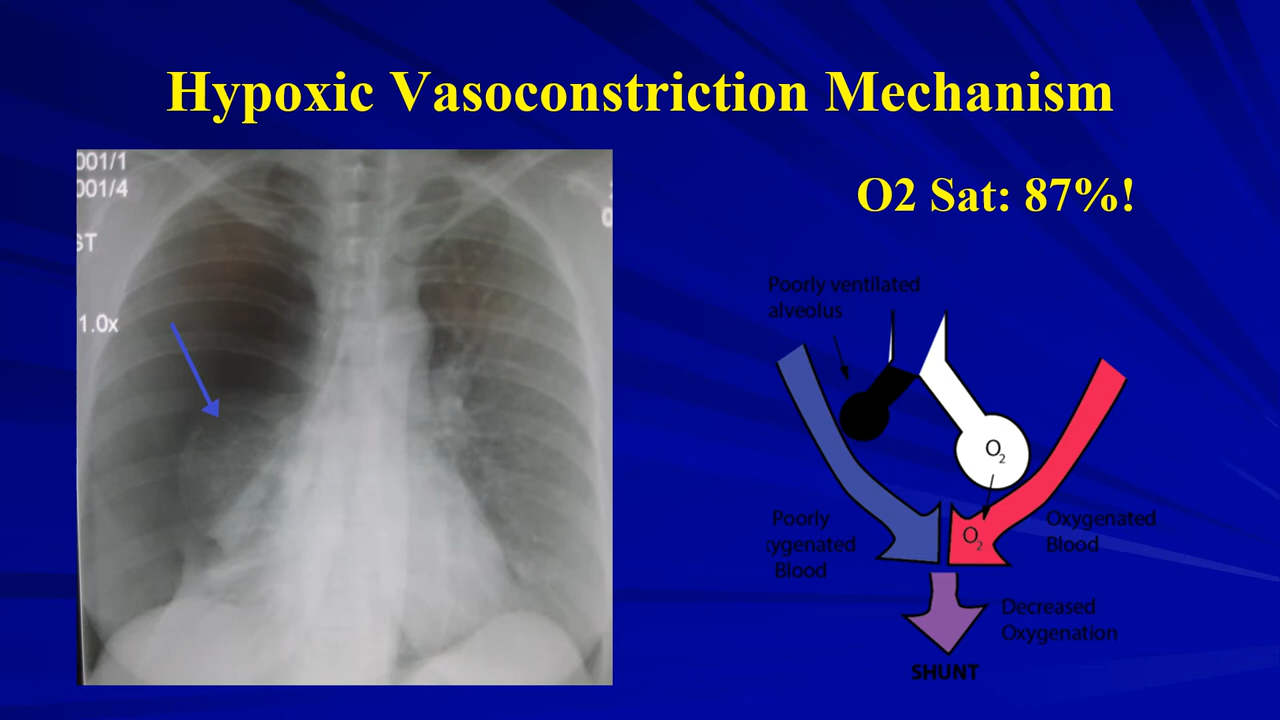 Hypoxic Vasoconstriction Mechanism
001/1
001/4
ST
1.0x
O2 Sat: 87%!
Poorly ventilated
alveolus
O2
O2
Poorly
ygenated
Blood
Oxygenated
Blood
Decreased
Oxygenation
SHUNT